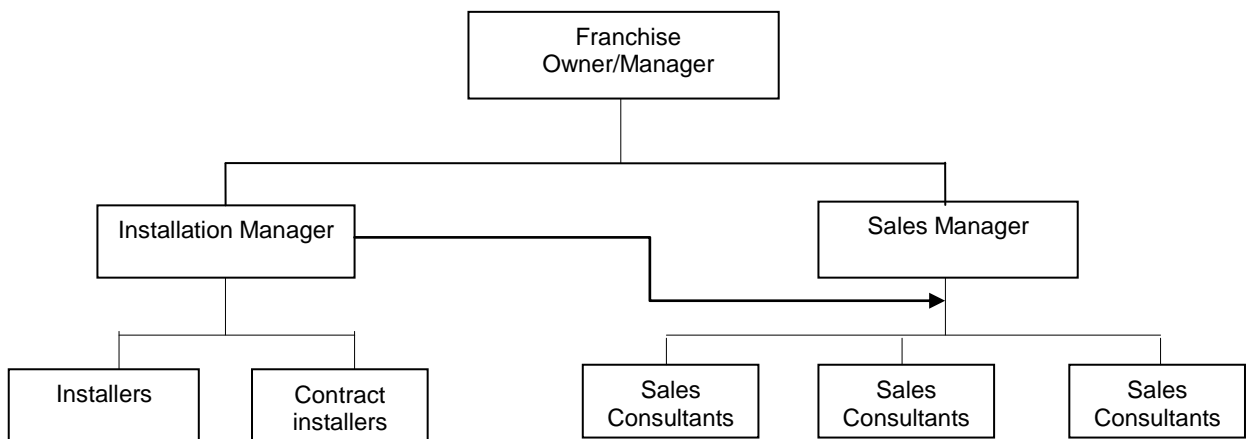 Franchise
Owner/Manager
Installation Manager
Sales Manager
Installers
Contract
installers
Sales
Consultants
Sales
Consultants
Sales
Consultants